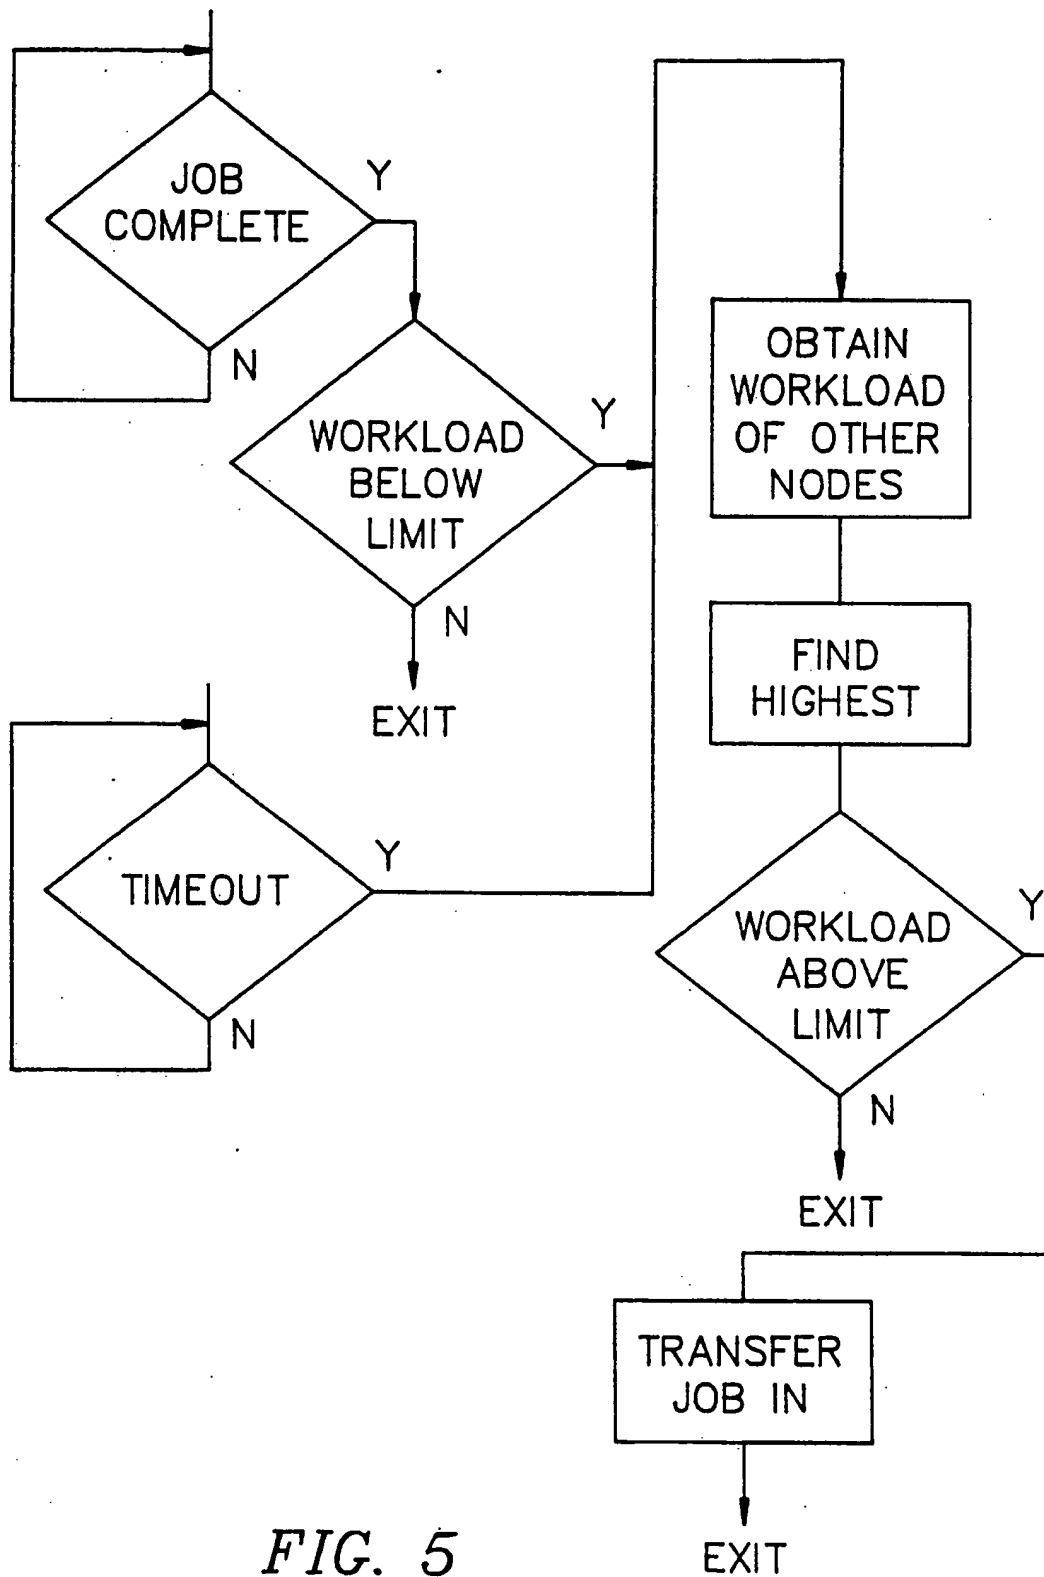 JOB
COMPLETE
Y
N
WORKLOAD
BELOW
LIMIT
Y
N
EXIT
TIMEOUT
Y
N
OBTAIN
WORKLOAD
OF OTHER
NODES
FIND
HIGHEST
WORKLOAD
ABOVE
LIMIT
Y
N
EXIT
TRANSFER
JOB IN
EXIT
FIG. 5